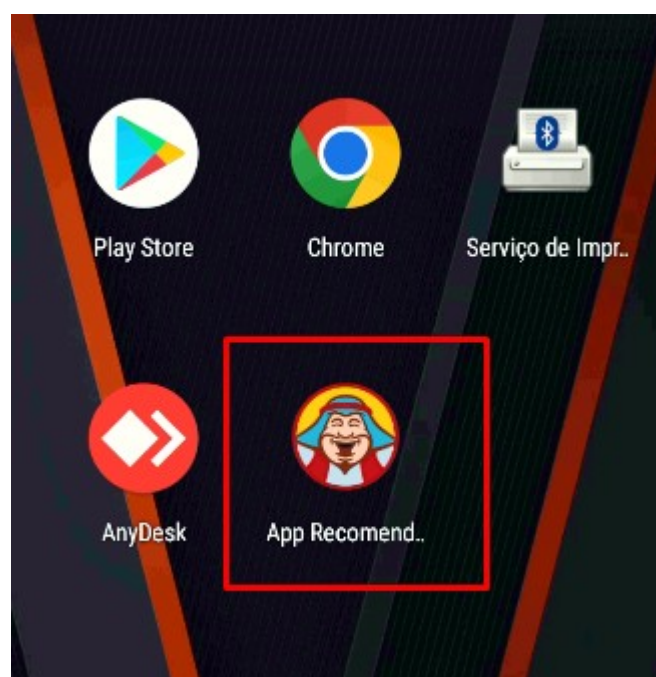 Play Store
Chrome
Serviço de Impr..
AnyDesk
App Recomend..